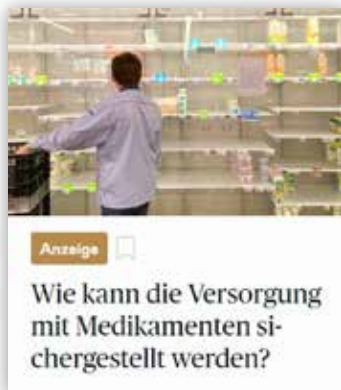 Anzeige
Wie kann die Versorgung
mit Medikamenten si-
chergestellt werden?